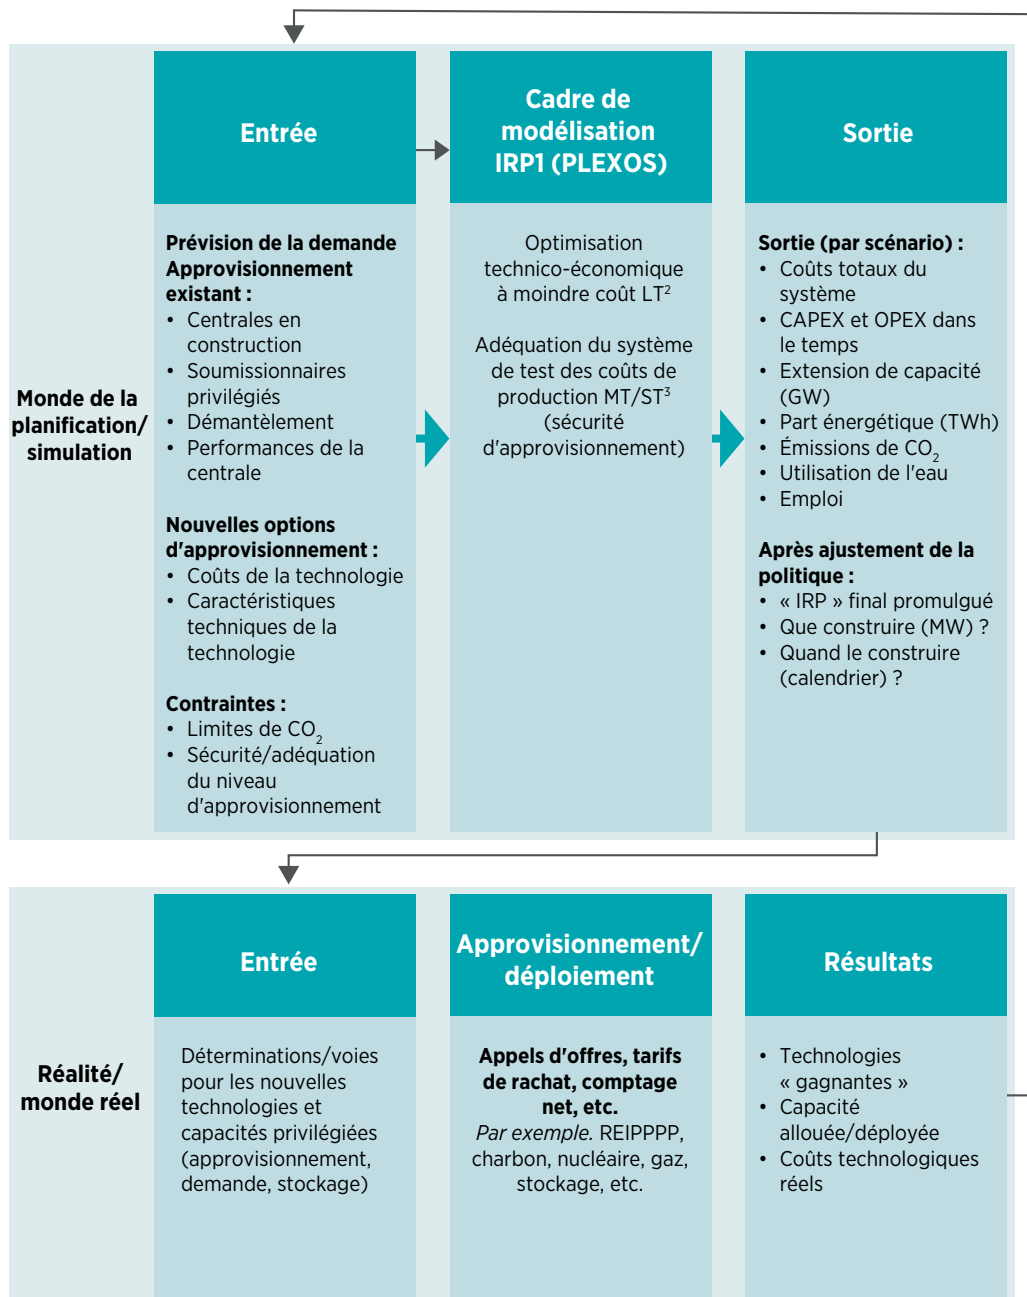 Monde de la
planification/
simulation
Entrée
Prévision de la demande
Approvisionnement
existant :
• Centrales en
construction
• Soumissionnaires
privilégiés
• Démantèlement
• Performances de la
centrale
Nouvelles options
d'approvisionnement :
• Coûts de la technologie
• Caractéristiques
techniques de la
technologie
Contraintes :
• Limites de CO₂
• Sécurité/adéquation
du niveau
d'approvisionnement
Cadre de
modélisation
IRP1 (PLEXOS)
Optimisation
technico-économique
à moindre coût LT²
Adéquation du système
de test des coûts de
production MT/ST³
(sécurité
d'approvisionnement)
Sortie
Sortie (par scénario) :
• Coûts totaux du
système
• CAPEX et OPEX dans
le temps
• Extension de capacité
(GW)
• Part énergétique (TWh)
• Émissions de CO₂
• Utilisation de l'eau
• Emploi
Après ajustement de la
politique :
• « IRP » final promulgué
• Que construire (MW) ?
• Quand le construire
(calendrier) ?
Réalité/
monde réel
Entrée
Déterminations/voies
pour les nouvelles
technologies et
capacités privilégiées
(approvisionnement,
demande, stockage)
Approvisionnement/
déploiement
Appels d'offres, tarifs
de rachat, comptage
net, etc.
Par exemple. REIPPPP,
charbon, nucléaire, gaz,
stockage, etc.
Résultats
• Technologies
« gagnantes »
• Capacité
allouée/déployée
• Coûts technologiques
réels